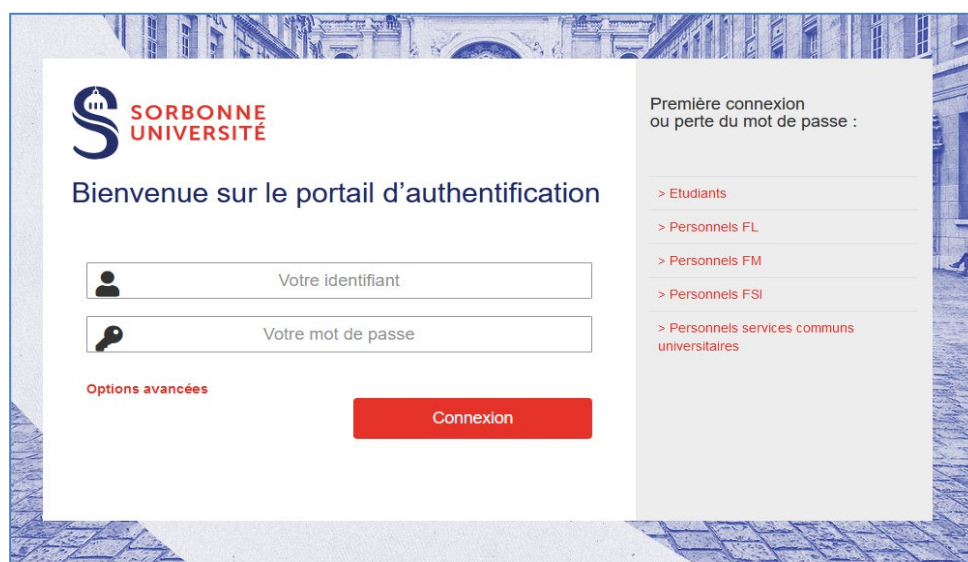 SORBONNE
UNIVERSITÉ
Bienvenue sur le portail d'authentification
Votre identifiant
Votre mot de passe
Options avancées
Connexion
Première connexion
ou perte du mot de passe :
> Etudiants
> Personnels FL
> Personnels FM
> Personnels FSI
> Personnels services communs
universitaires